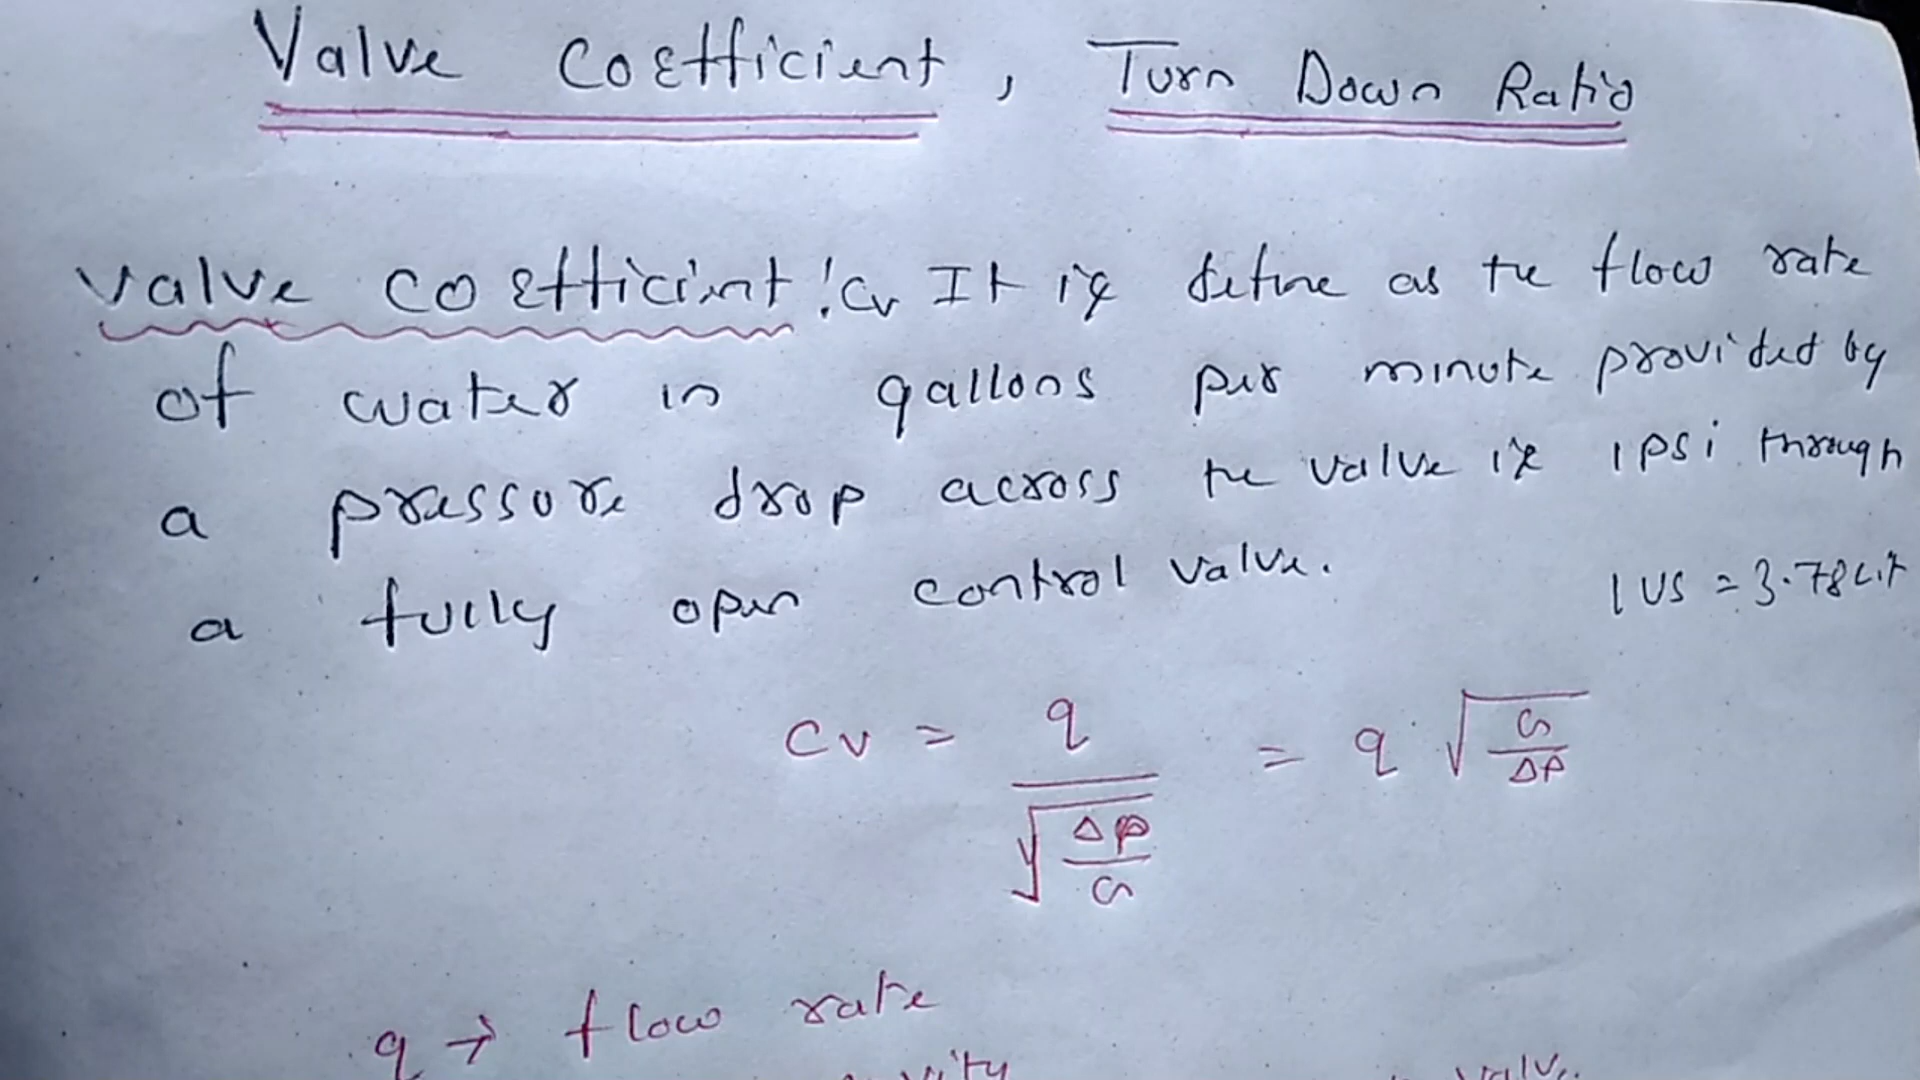 Valve Coefficient, Turn Down Ratio
Valve coefficient : Cv It is define as the flow rate
of water in gallons per minute provided by
a pressure drop across the valve is 1 psi through
a fully open control valve.
1 US = 3.78 Lit
Cv = q / √(ΔP/G) = q √(G/ΔP)
q → flow rate